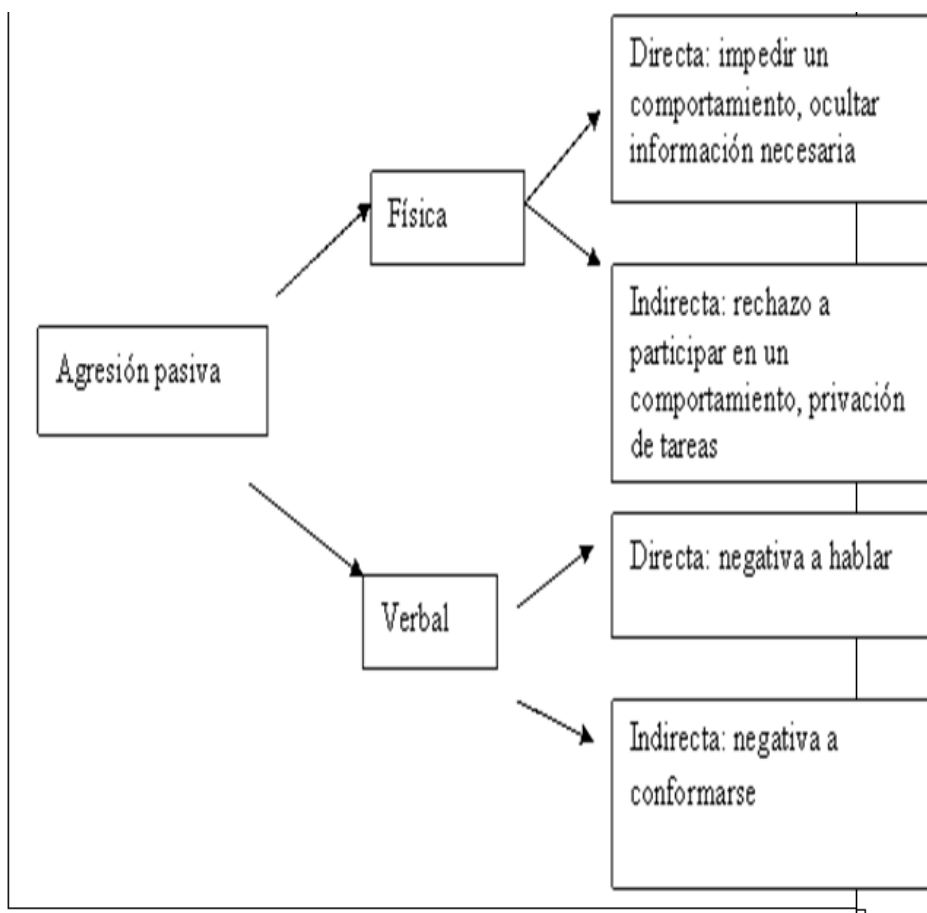 Directa: impedir un
comportamiento, ocultar
información necesaria
Física
Indirecta: rechazo a
participar en un
comportamiento, privación
de tareas
Agresión pasiva
Directa: negativa a hablar
Verbal
Indirecta: negativa a
conformarse